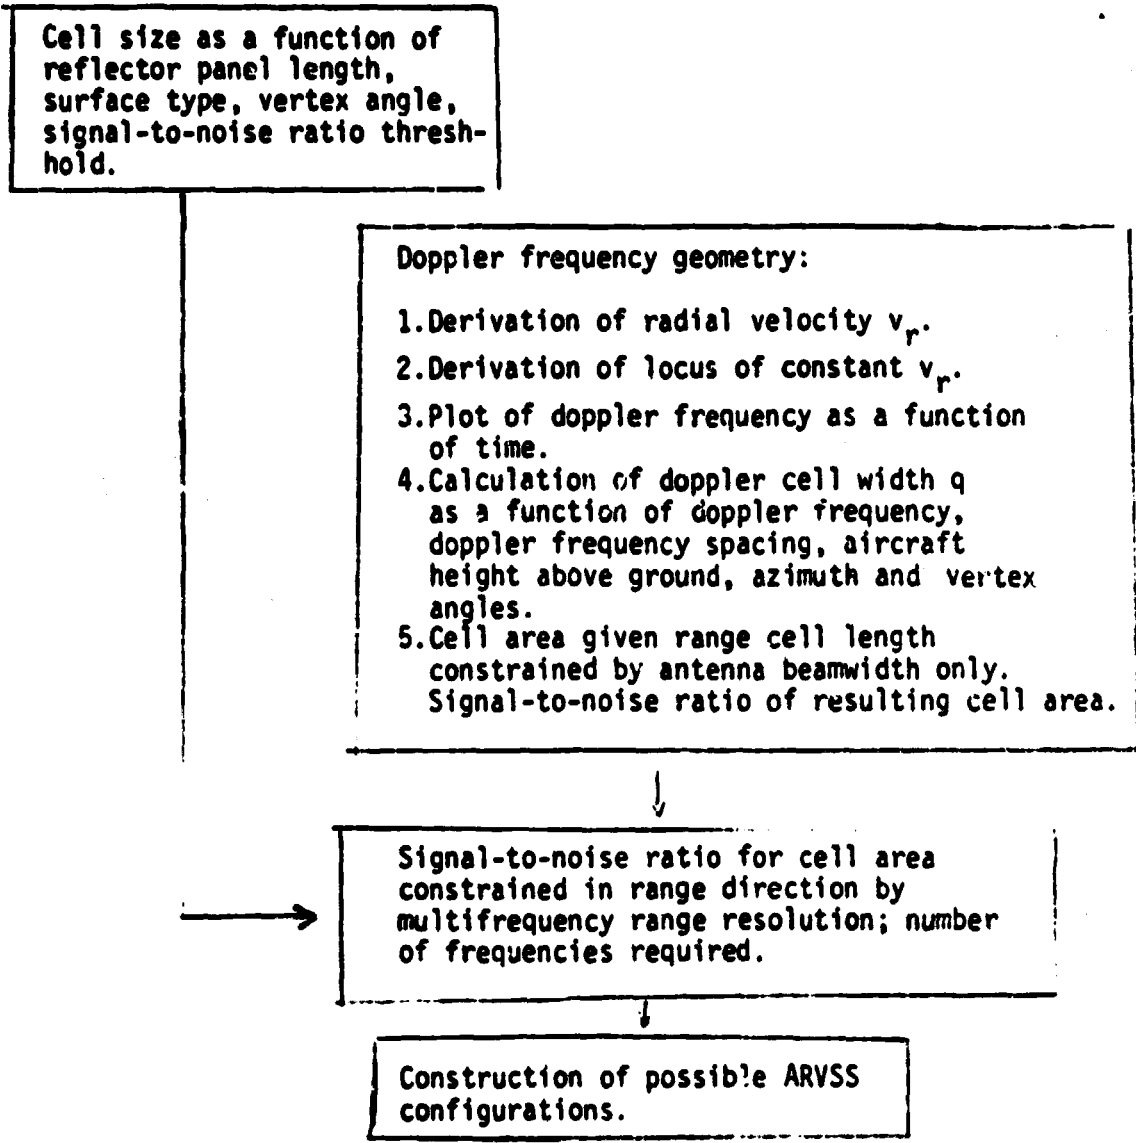 Cell size as a function of
reflector panel length,
surface type, vertex angle,
signal-to-noise ratio thresh-
hold.
Doppler frequency geometry:
1.Derivation of radial velocity v_r.
2.Derivation of locus of constant v_r.
3.Plot of doppler frequency as a function
of time.
4.Calculation of doppler cell width q
as a function of doppler frequency,
doppler frequency spacing, aircraft
height above ground, azimuth and vertex
angles.
5.Cell area given range cell length
constrained by antenna beamwidth only.
Signal-to-noise ratio of resulting cell area.
Signal-to-noise ratio for cell area
constrained in range direction by
multifrequency range resolution; number
of frequencies required.
Construction of possible ARVSS
configurations.